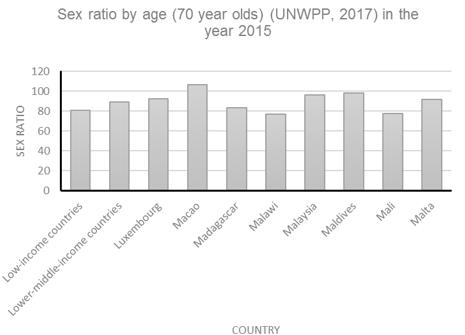 Sex ratio by age (70 year olds) (UNWPP, 2017) in the
year 2015
120
100
80
60
40
20
0
SEX RATIO
Low-income countries
Lower-middle-income countries
Luxembourg
Macao
Madagascar
Malawi
Malaysia
Maldives
Mali
Malta
COUNTRY